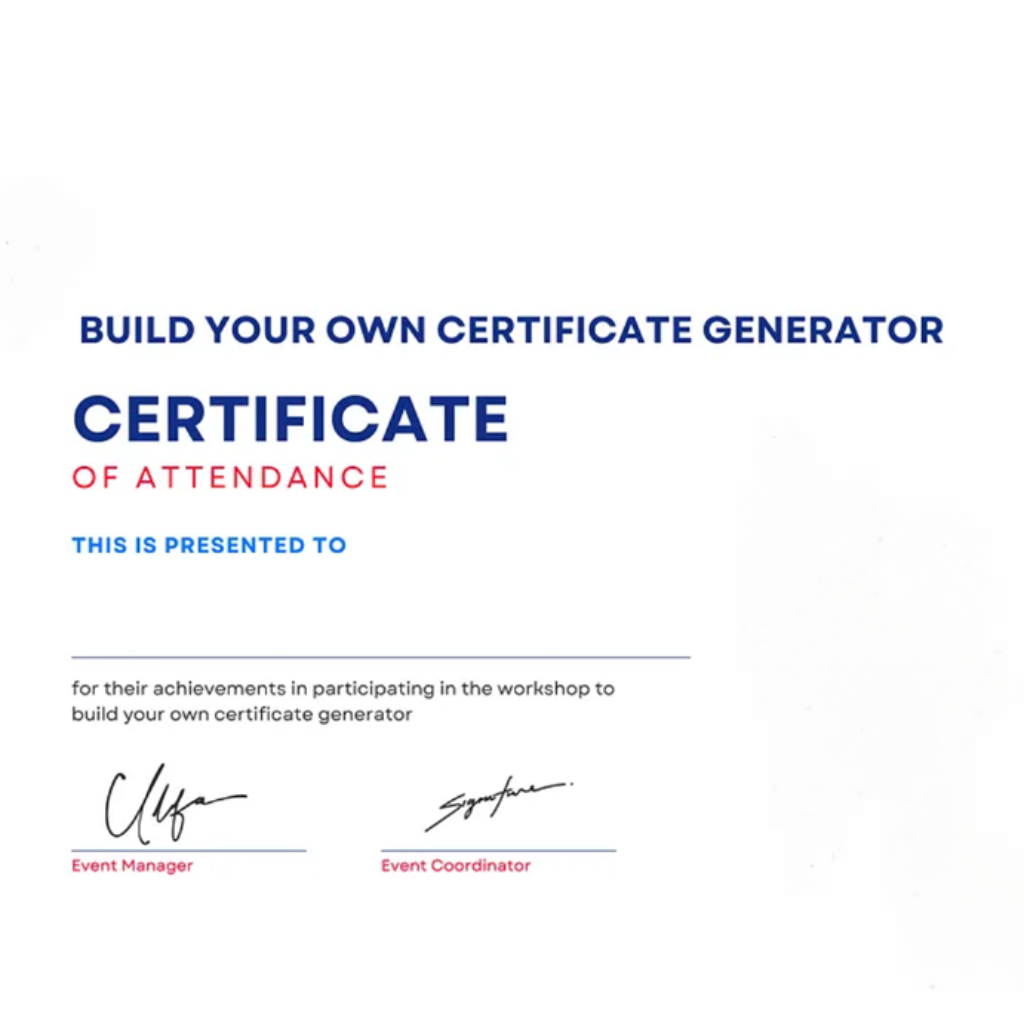 BUILD YOUR OWN CERTIFICATE GENERATOR
CERTIFICATE
OF ATTENDANCE
THIS IS PRESENTED TO
for their achievements in participating in the workshop to
build your own certificate generator
Ulfa Signature.
Event Manager Event Coordinator